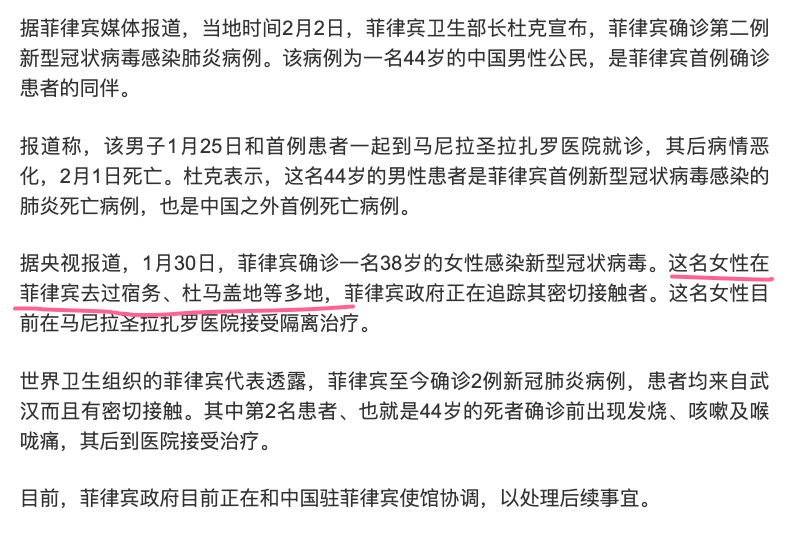 据菲律宾媒体报道，当地时间2月2日，菲律宾卫生部长杜克宣布，菲律宾确诊第二例
新型冠状病毒感染肺炎病例。该病例为一名44岁的中国男性公民，是菲律宾首例确诊
患者的同伴。
报道称，该男子1月25日和首例患者一起到马尼拉圣拉扎罗医院就诊，其后病情恶
化，2月1日死亡。杜克表示，这名44岁的男性患者是菲律宾首例新型冠状病毒感染的
肺炎死亡病例，也是中国之外首例死亡病例。
据央视报道，1月30日，菲律宾确诊一名38岁的女性感染新型冠状病毒。这名女性在
菲律宾去过宿务、杜马盖地等多地，菲律宾政府正在追踪其密切接触者。这名女性目
前在马尼拉圣拉扎罗医院接受隔离治疗。
世界卫生组织的菲律宾代表透露，菲律宾至今确诊2例新冠肺炎病例，患者均来自武
汉而且有密切接触。其中第2名患者、也就是44岁的死者确诊前出现发烧、咳嗽及喉
咙痛，其后到医院接受治疗。
目前，菲律宾政府目前正在和中国驻菲律宾使馆协调，以处理后续事宜。